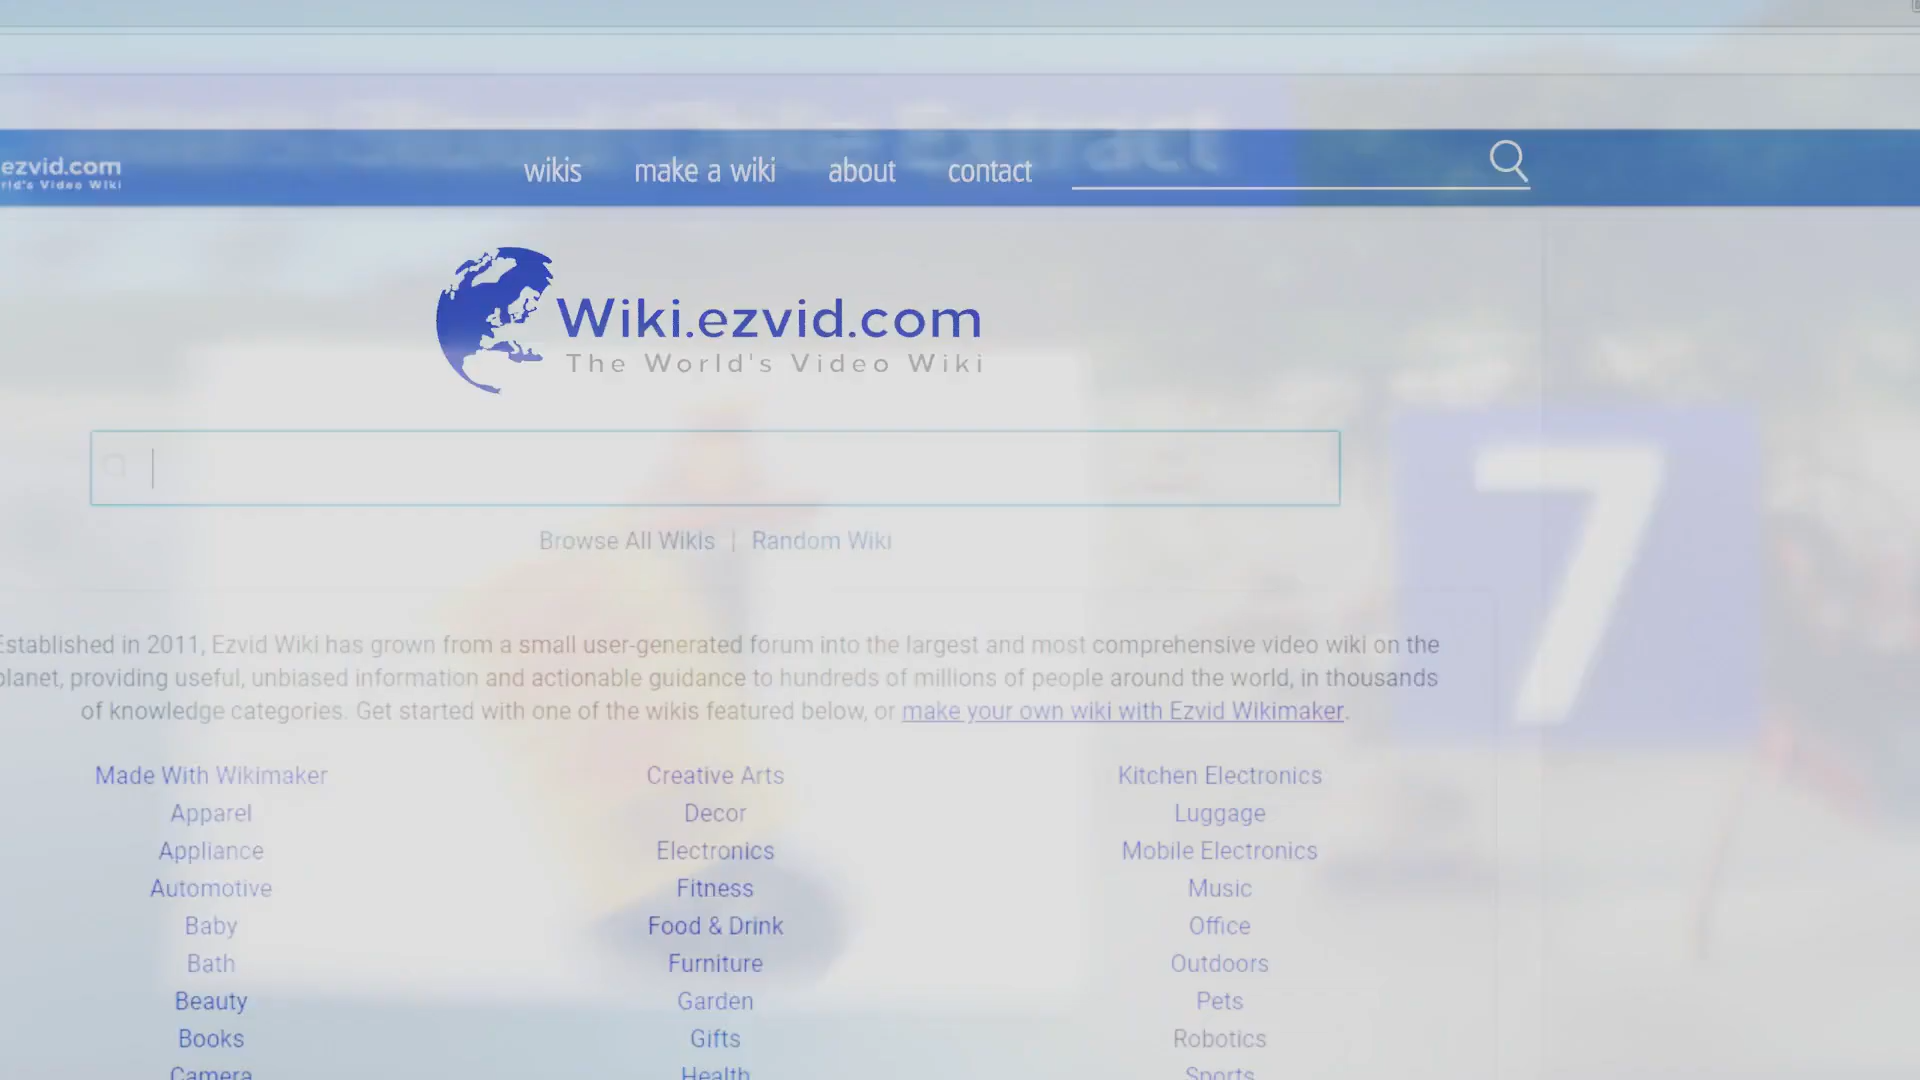 ezvid.com
wikis make a wiki about contact
rld's Video Wiki
Extract
Wiki.ezvid.com
The World's Video Wiki
Browse All Wikis | Random Wiki
7
Established in 2011, Ezvid Wiki has grown from a small user-generated forum into the largest and most comprehensive video wiki on the
planet, providing useful, unbiased information and actionable guidance to hundreds of millions of people around the world, in thousands
of knowledge categories. Get started with one of the wikis featured below, or make your own wiki with Ezvid Wikimaker.
Made With Wikimaker Creative Arts Kitchen Electronics
Apparel Decor Luggage
Appliance Electronics Mobile Electronics
Automotive Fitness Music
Baby Food & Drink Office
Bath Furniture Outdoors
Beauty Garden Pets
Books Gifts Robotics
Camera Health Sports